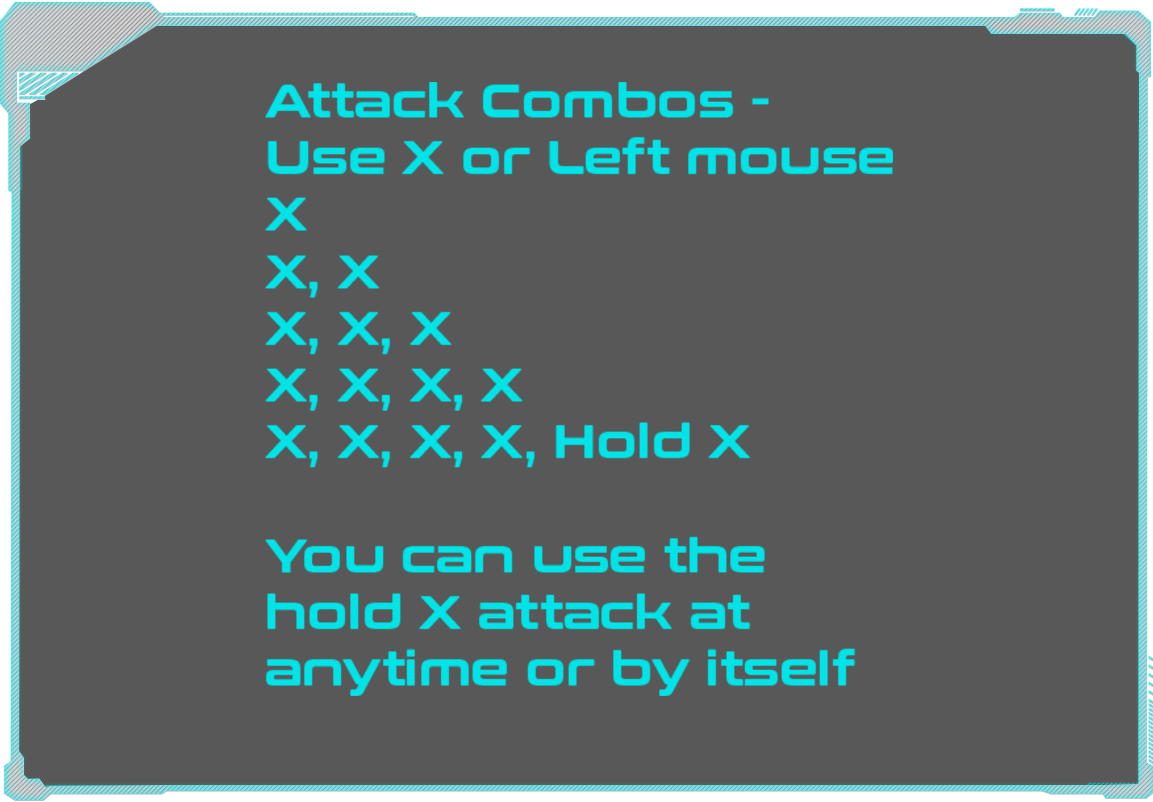 Attack Combos -
Use X or Left mouse
X
X, X
X, X, X
X, X, X, X
X, X, X, X, Hold X
You can use the
hold X attack at
anytime or by itself